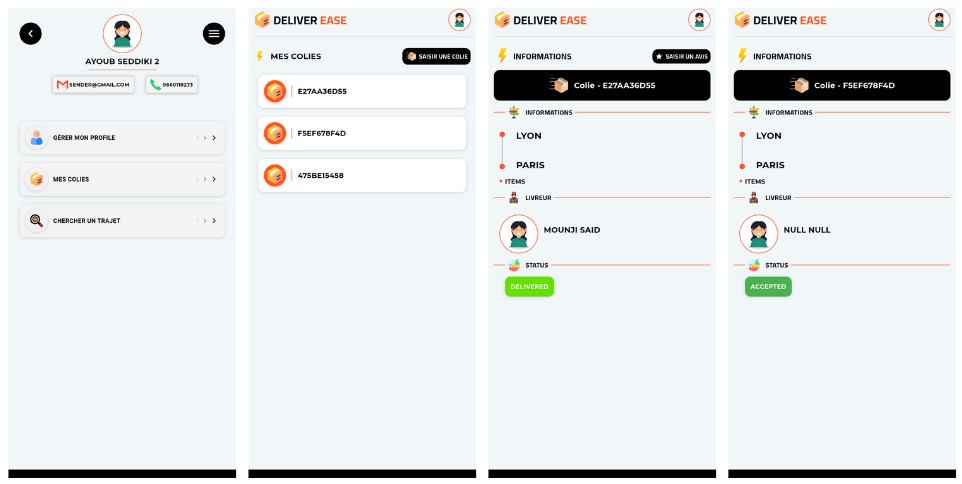 AYOUB SEDDIKI 2
SENDER@GMAIL.COM
0660119273
GÉRER MON PROFILE
MES COLIES
CHERCHER UN TRAJET
DELIVER EASE
MES COLIES
SAISIR UNE COLIE
E27AA36D55
F5EF678F4D
475BE15458
DELIVER EASE
INFORMATIONS
SAISIR UN AVIS
Colie - E27AA36D55
INFORMATIONS
LYON
PARIS
ITEMS
LIVREUR
MOUNJI SAID
STATUS
DELIVERED
DELIVER EASE
INFORMATIONS
Colie - F5EF678F4D
INFORMATIONS
LYON
PARIS
ITEMS
LIVREUR
NULL NULL
STATUS
ACCEPTED